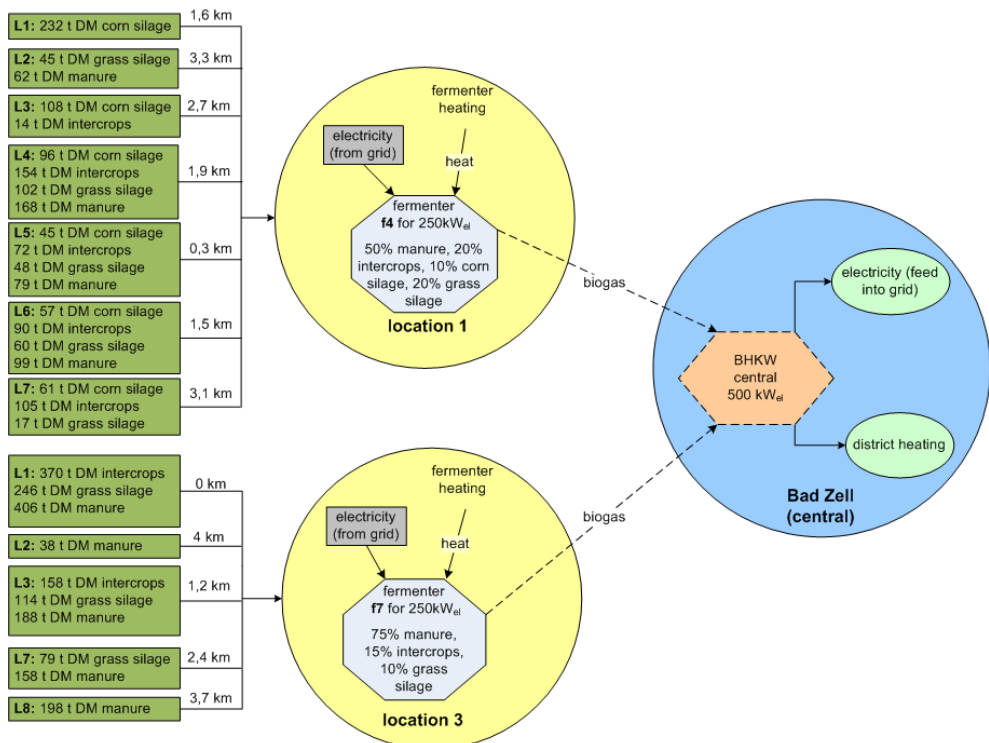 L1: 232 t DM corn silage
1,6 km
L2: 45 t DM grass silage
62 t DM manure
3,3 km
L3: 108 t DM corn silage
14 t DM intercrops
2,7 km
L4: 96 t DM corn silage
154 t DM intercrops
102 t DM grass silage
168 t DM manure
1,9 km
L5: 45 t DM corn silage
72 t DM intercrops
48 t DM grass silage
79 t DM manure
0,3 km
L6: 57 t DM corn silage
90 t DM intercrops
60 t DM grass silage
99 t DM manure
1,5 km
L7: 61 t DM corn silage
105 t DM intercrops
17 t DM grass silage
3,1 km
fermenter
heating
electricity
(from grid)
heat
fermenter
f4 for 250kWel
50% manure, 20%
intercrops, 10% corn
silage, 20% grass
silage
location 1
biogas
L1: 370 t DM intercrops
246 t DM grass silage
406 t DM manure
0 km
L2: 38 t DM manure
4 km
L3: 158 t DM intercrops
114 t DM grass silage
188 t DM manure
1,2 km
L7: 79 t DM grass silage
158 t DM manure
2,4 km
L8: 198 t DM manure
3,7 km
fermenter
heating
electricity
(from grid)
heat
fermenter
f7 for 250kWel
75% manure,
15% intercrops,
10% grass
silage
location 3
biogas
electricity (feed
into grid)
BHKW
central
500 kWel
district heating
Bad Zell
(central)